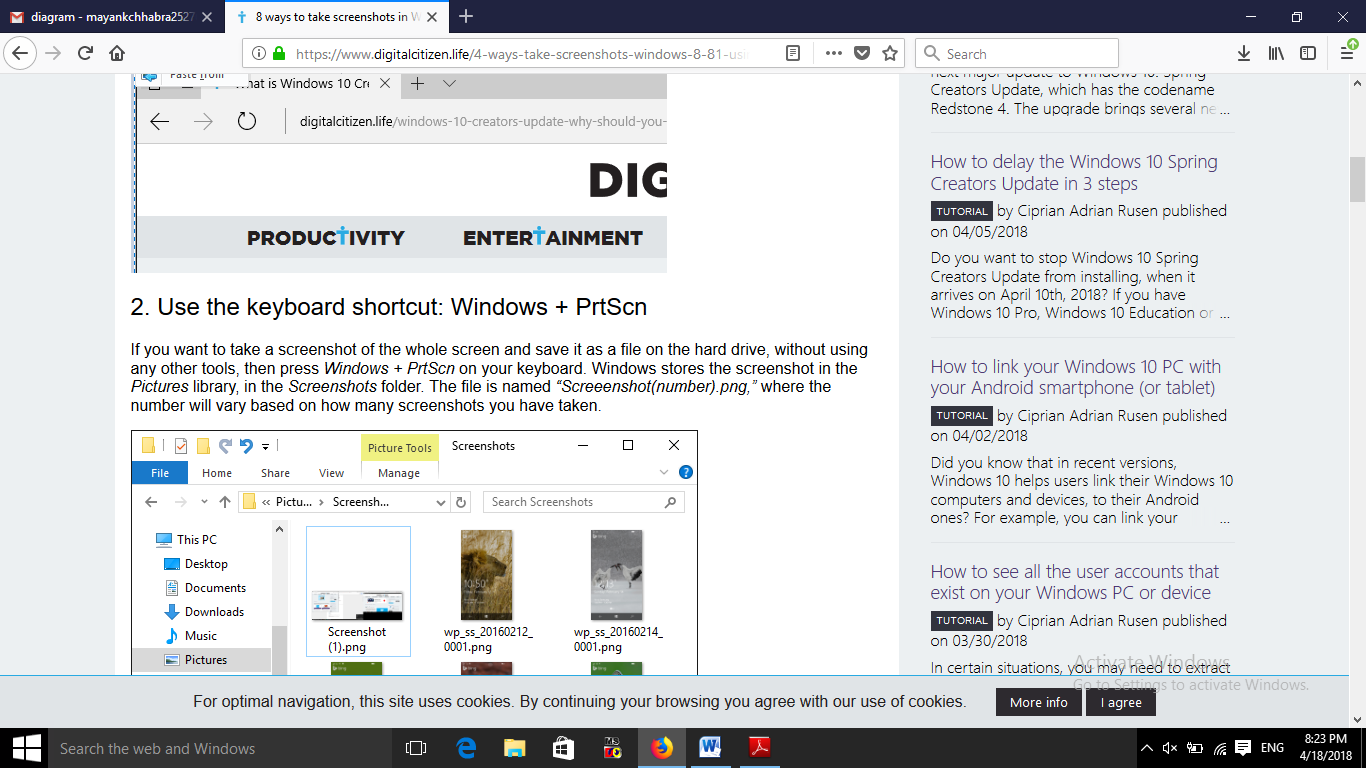 diagram - mayankchhabra2527
8 ways to take screenshots in W
https://www.digitalcitizen.life/4-ways-take-screenshots-windows-8-81-usi
Search
Paste from
What is Windows 10 Cr
digitalcitizen.life/windows-10-creators-update-why-should-you-
DIG
PRODUCTIVITY
ENTERTAINMENT
2. Use the keyboard shortcut: Windows + PrtScn
If you want to take a screenshot of the whole screen and save it as a file on the hard drive, without using
any other tools, then press Windows + PrtScn on your keyboard. Windows stores the screenshot in the
Pictures library, in the Screenshots folder. The file is named “Screeenshot(number).png,” where the
number will vary based on how many screenshots you have taken.
Picture Tools
Screenshots
File
Home
Share
View
Manage
« Pictu... > Screensh...
Search Screenshots
This PC
Desktop
Documents
Downloads
Music
Pictures
Screenshot
(1).png
wp_ss_20160212_
0001.png
wp_ss_20160214_
0001.png
next major update to Windows 10: Spring
Creators Update, which has the codename
Redstone 4. The upgrade brings several ne ...
How to delay the Windows 10 Spring
Creators Update in 3 steps
TUTORIAL by Ciprian Adrian Rusen published
on 04/05/2018
Do you want to stop Windows 10 Spring
Creators Update from installing, when it
arrives on April 10th, 2018? If you have
Windows 10 Pro, Windows 10 Education or ...
How to link your Windows 10 PC with
your Android smartphone (or tablet)
TUTORIAL by Ciprian Adrian Rusen published
on 04/02/2018
Did you know that in recent versions,
Windows 10 helps users link their Windows 10
computers and devices, to their Android
ones? For example, you can link your ...
How to see all the user accounts that
exist on your Windows PC or device
TUTORIAL by Ciprian Adrian Rusen published
on 03/30/2018
In certain situations, you may need to extract
Activate Windows
Go to Settings to activate Windows.
For optimal navigation, this site uses cookies. By continuing your browsing you agree with our use of cookies.
More info
I agree
Search the web and Windows
ENG
8:23 PM
4/18/2018